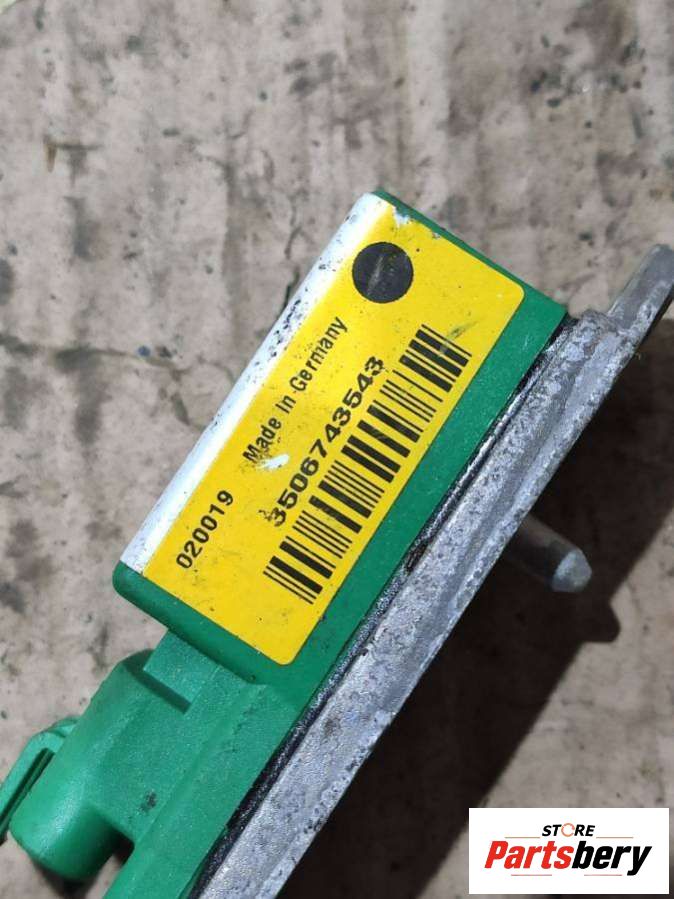 Made in Germany
020019
3506743543
STORE
Partsbery